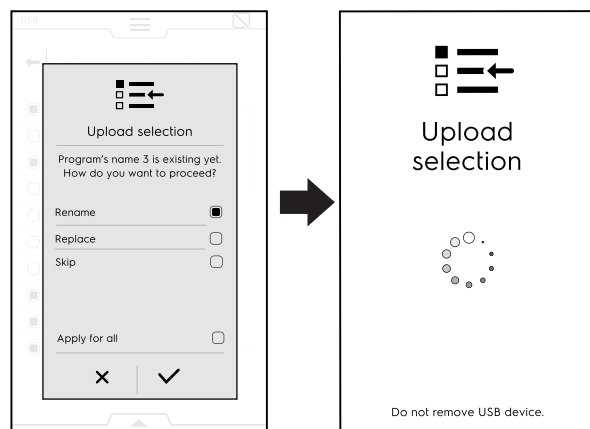 USB
Upload selection
Program's name 3 is existing yet.
How do you want to proceed?
Rename
Replace
Skip
Apply for all
Upload
selection
Do not remove USB device.